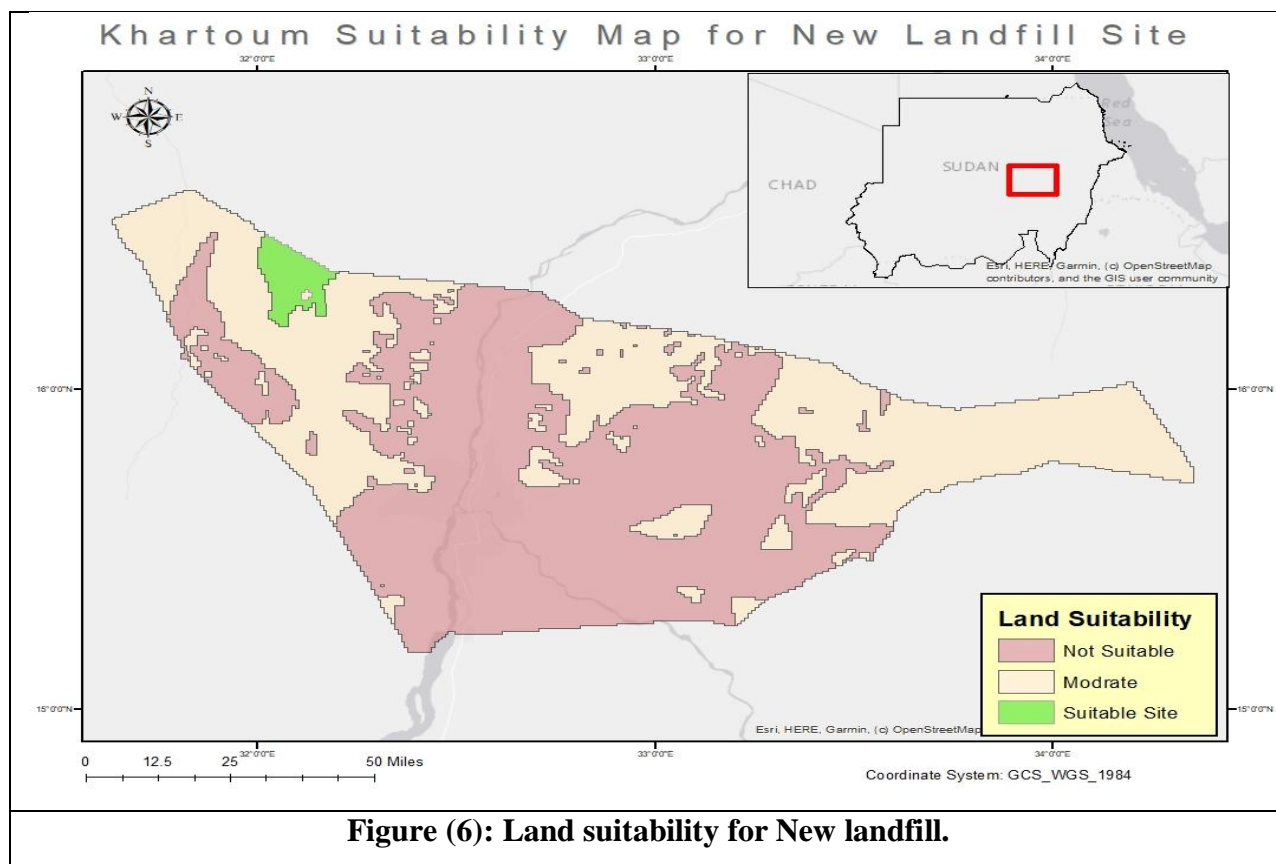 Khartoum Suitability Map for New Landfill Site
32°0'0"E 33°0'0"E 34°0'0"E
N
W E
S
Red
Sea
SUDAN
CHAD
Esri, HERE, Garmin, (c) OpenStreetMap
contributors, and the GIS user community
16°0'0"N 16°0'0"N
Land Suitability
Not Suitable
Modrate
Suitable Site
15°0'0"N 15°0'0"N
Esri, HERE, Garmin, (c) OpenStreetMap
32°0'0"E 33°0'0"E 34°0'0"E
0 12.5 25 50 Miles
Coordinate System: GCS_WGS_1984
Figure (6): Land suitability for New landfill.